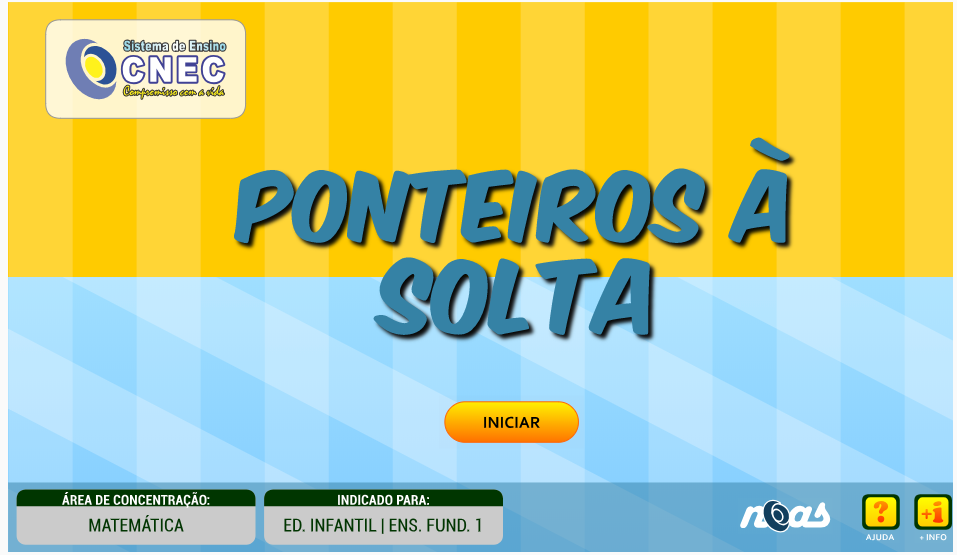 Sistema de Ensino
CNEC
Compromisso com a vida
PONTEIROS À
SOLTA
INICIAR
ÁREA DE CONCENTRAÇÃO:
MATEMÁTICA
INDICADO PARA:
ED. INFANTIL | ENS. FUND. 1
noas
?
AJUDA
+i
+ INFO